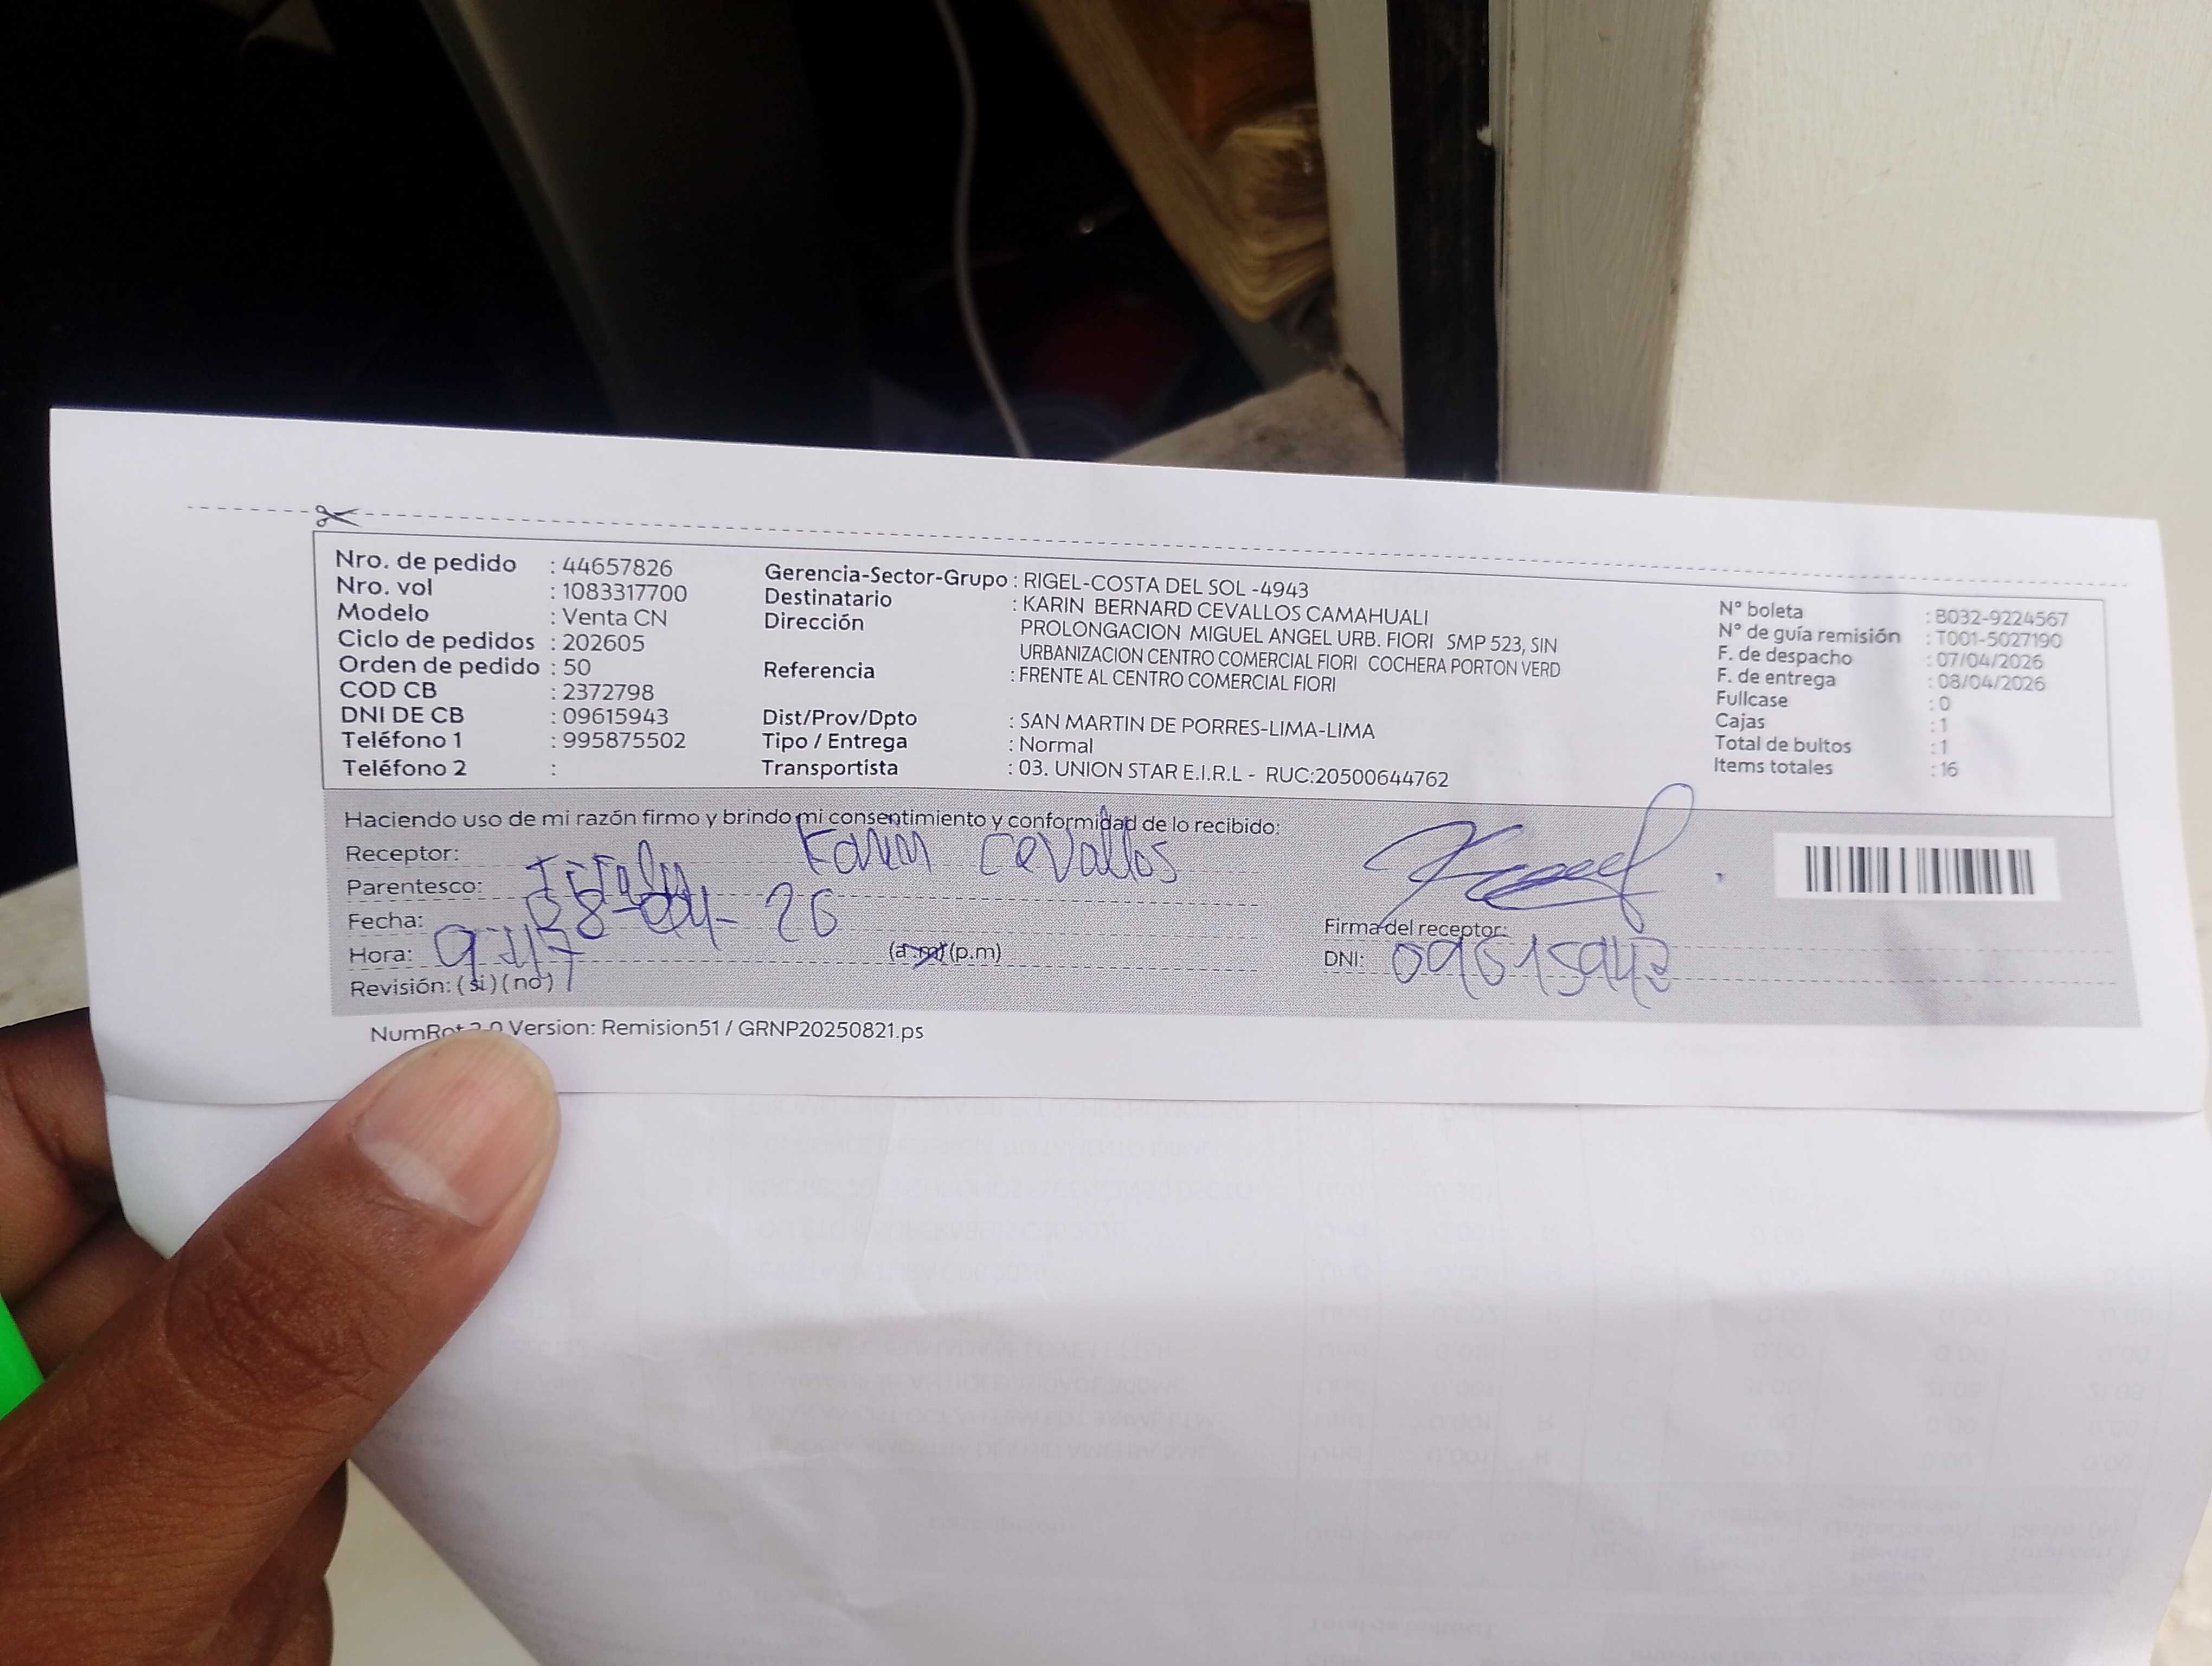 Nro. de pedido : 44657826
Nro. vol : 1083317700
Modelo : Venta CN
Ciclo de pedidos : 202605
Orden de pedido : 50
COD CB : 2372798
DNI DE CB : 09615943
Teléfono 1 : 995875502
Teléfono 2 :
Gerencia-Sector-Grupo : RIGEL-COSTA DEL SOL -4943
Destinatario : KARIN BERNARD CEVALLOS CAMAHUALI
Dirección PROLONGACION MIGUEL ANGEL URB. FIORI SMP 523, SIN
URBANIZACION CENTRO COMERCIAL FIORI COCHERA PORTON VERD
Referencia : FRENTE AL CENTRO COMERCIAL FIORI
Dist/Prov/Dpto : SAN MARTIN DE PORRES-LIMA-LIMA
Tipo / Entrega : Normal
Transportista : 03. UNION STAR E.I.R.L - RUC:20500644762
N° boleta : B032-9224567
N° de guía remisión : T001-5027190
F. de despacho : 07/04/2026
F. de entrega : 08/04/2026
Fullcase : 0
Cajas : 1
Total de bultos : 1
Items totales : 16
Haciendo uso de mi razón firmo y brindo mi consentimiento y conformidad de lo recibido:
Receptor: Karin Cevallos
Parentesco:
Fecha: 08-04-26
Hora: (a.m) (p.m)
Revisión: (si) (no)
Firma del receptor:
DNI: 09615943
Version: Remision51 / GRNP20250821.ps